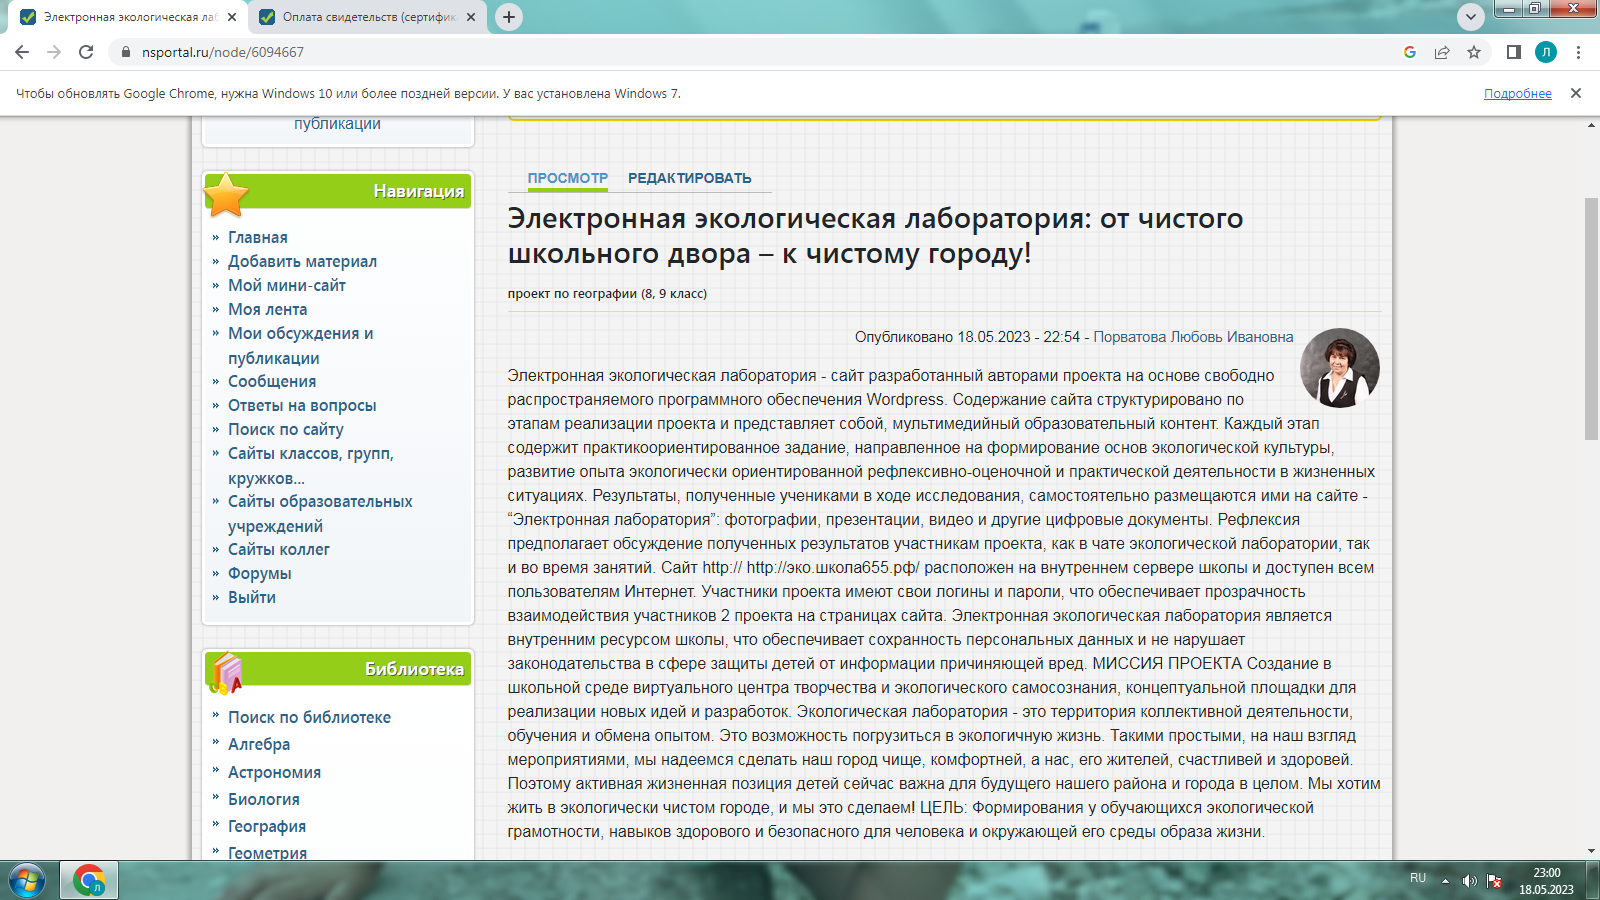 Электронная экологическая лаб
Оплата свидетельств (сертифик
nsportal.ru/node/6094667
Л
Чтобы обновлять Google Chrome, нужна Windows 10 или более поздней версии. У вас установлена Windows 7.
Подробнее
публикации
Навигация
Главная
Добавить материал
Мой мини-сайт
Моя лента
Мои обсуждения и
публикации
Сообщения
Ответы на вопросы
Поиск по сайту
Сайты классов, групп,
кружков...
Сайты образовательных
учреждений
Сайты коллег
Форумы
Выйти
Библиотека
Поиск по библиотеке
Алгебра
Астрономия
Биология
География
Геометрия
ПРОСМОТР РЕДАКТИРОВАТЬ
Электронная экологическая лаборатория: от чистого
школьного двора – к чистому городу!
проект по географии (8, 9 класс)
Опубликовано 18.05.2023 - 22:54 - Порватова Любовь Ивановна
Электронная экологическая лаборатория - сайт разработанный авторами проекта на основе свободно
распространяемого программного обеспечения Wordpress. Содержание сайта структурировано по
этапам реализации проекта и представляет собой, мультимедийный образовательный контент. Каждый этап
содержит практикоориентированное задание, направленное на формирование основ экологической культуры,
развитие опыта экологически ориентированной рефлексивно-оценочной и практической деятельности в жизненных
ситуациях. Результаты, полученные учениками в ходе исследования, самостоятельно размещаются ими на сайте -
“Электронная лаборатория”: фотографии, презентации, видео и другие цифровые документы. Рефлексия
предполагает обсуждение полученных результатов участникам проекта, как в чате экологической лаборатории, так
и во время занятий. Сайт http:// http://эко.школа655.рф/ расположен на внутреннем сервере школы и доступен всем
пользователям Интернет. Участники проекта имеют свои логины и пароли, что обеспечивает прозрачность
взаимодействия участников 2 проекта на страницах сайта. Электронная экологическая лаборатория является
внутренним ресурсом школы, что обеспечивает сохранность персональных данных и не нарушает
законодательства в сфере защиты детей от информации причиняющей вред. МИССИЯ ПРОЕКТА Создание в
школьной среде виртуального центра творчества и экологического самосознания, концептуальной площадки для
реализации новых идей и разработок. Экологическая лаборатория - это территория коллективной деятельности,
обучения и обмена опытом. Это возможность погрузиться в экологичную жизнь. Такими простыми, на наш взгляд
мероприятиями, мы надеемся сделать наш город чище, комфортней, а нас, его жителей, счастливей и здоровей.
Поэтому активная жизненная позиция детей сейчас важна для будущего нашего района и города в целом. Мы хотим
жить в экологически чистом городе, и мы это сделаем! ЦЕЛЬ: Формирования у обучающихся экологической
грамотности, навыков здорового и безопасного для человека и окружающей его среды образа жизни.
RU
23:00
18.05.2023